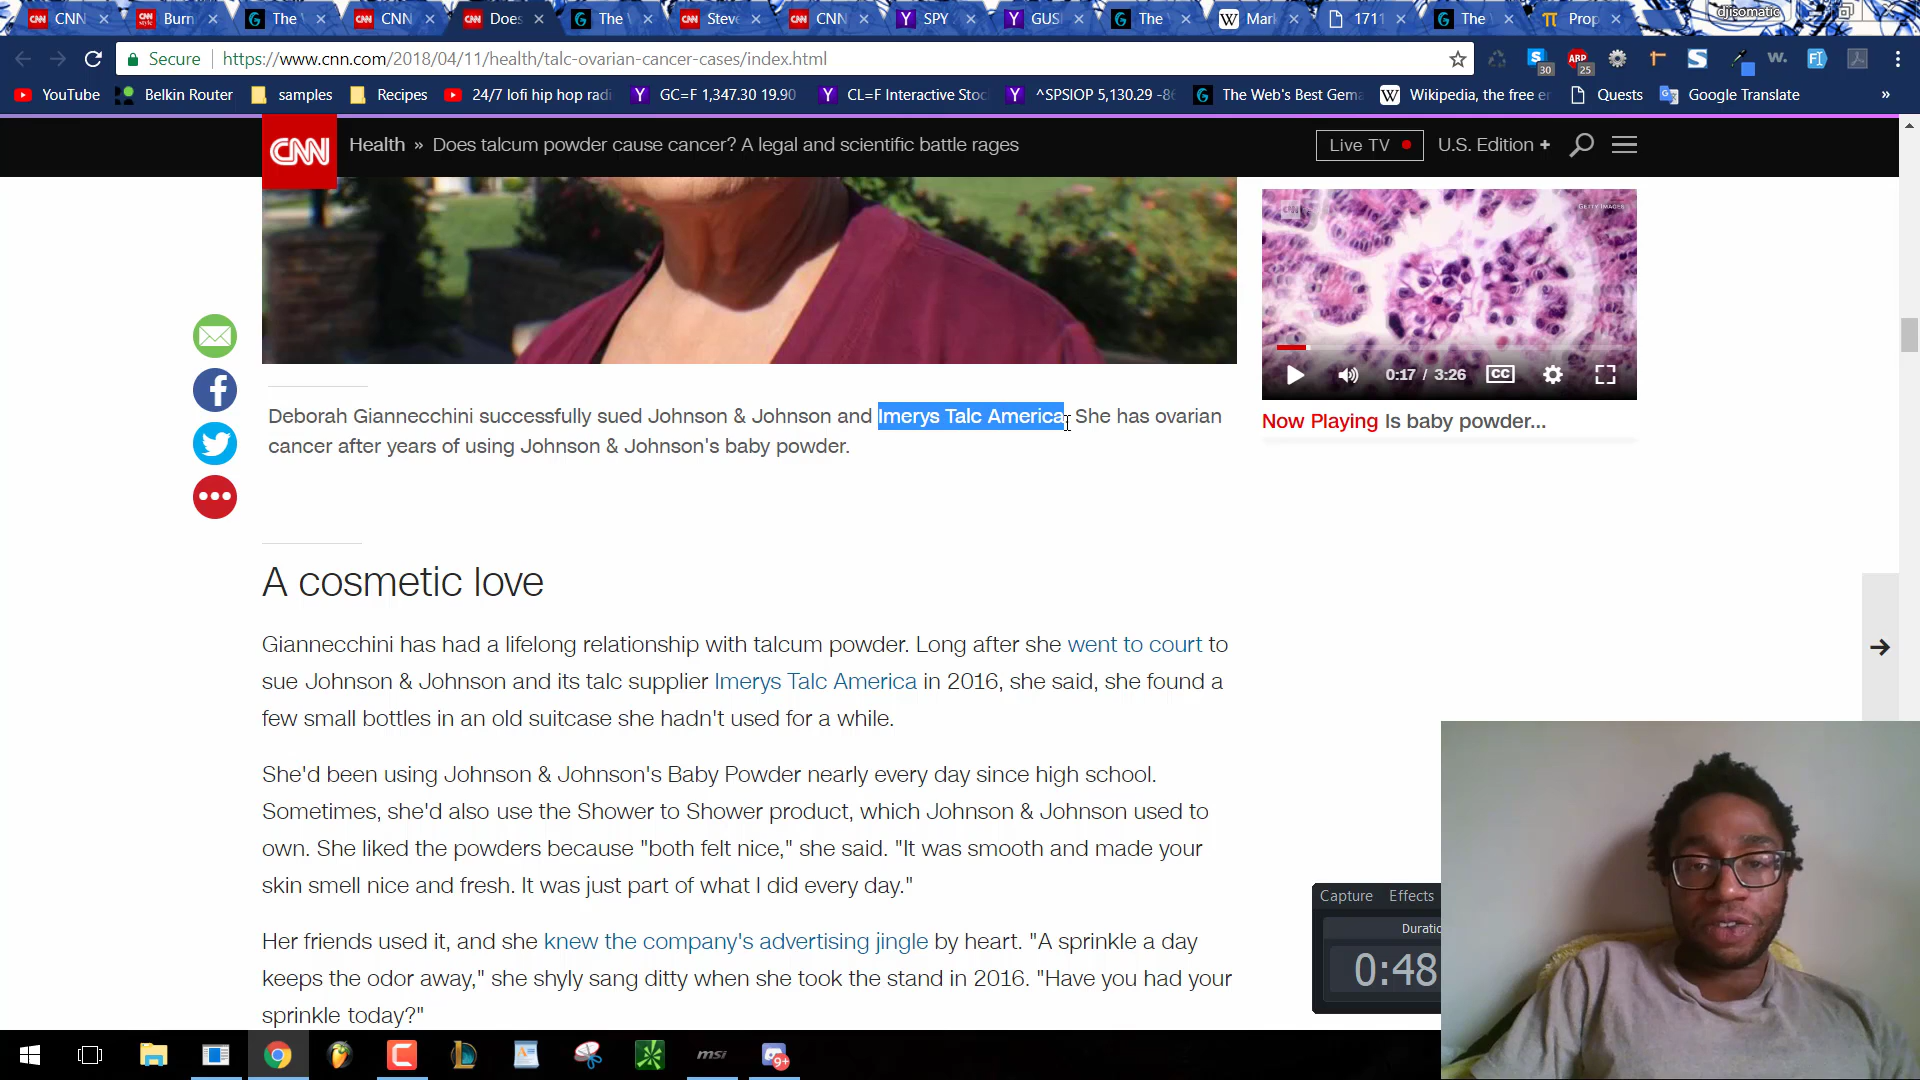 CNN
Burn
The V
CNN
Does
The
Steve
CNN
SPY
GUSH
The
Mark
1711
The V
Prop
djisomatic
Secure https://www.cnn.com/2018/04/11/health/talc-ovarian-cancer-cases/index.html
30
ABP
25
w.
YouTube
Belkin Router
samples
Recipes
24/7 lofi hip hop radi
GC=F 1,347.30 19.90
CL=F Interactive Stoc
^SPSIOP 5,130.29 -86
The Web's Best Gema
Wikipedia, the free en
Quests
Google Translate
»
CNN
Health » Does talcum powder cause cancer? A legal and scientific battle rages
Live TV
U.S. Edition +
GETTY IMAGES
0:17 / 3:26
CC
Now Playing Is baby powder...
Deborah Giannecchini successfully sued Johnson & Johnson and Imerys Talc America. She has ovarian
cancer after years of using Johnson & Johnson's baby powder.
A cosmetic love
Giannecchini has had a lifelong relationship with talcum powder. Long after she went to court to
sue Johnson & Johnson and its talc supplier Imerys Talc America in 2016, she said, she found a
few small bottles in an old suitcase she hadn't used for a while.
She'd been using Johnson & Johnson's Baby Powder nearly every day since high school.
Sometimes, she'd also use the Shower to Shower product, which Johnson & Johnson used to
own. She liked the powders because "both felt nice," she said. "It was smooth and made your
skin smell nice and fresh. It was just part of what I did every day."
Her friends used it, and she knew the company's advertising jingle by heart. "A sprinkle a day
keeps the odor away," she shyly sang ditty when she took the stand in 2016. "Have you had your
sprinkle today?"
Capture Effects
Duratio
0:48
msi
9+